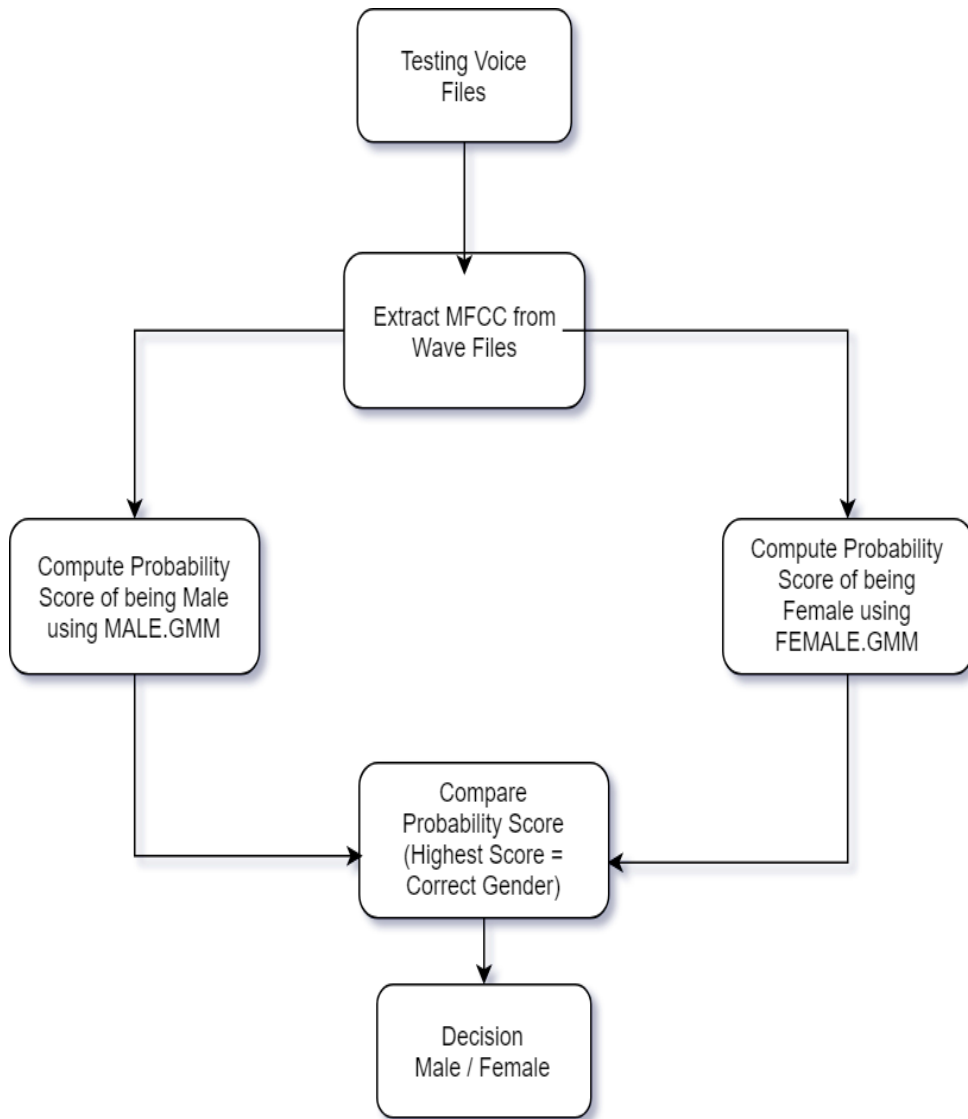 Testing Voice
Files
Extract MFCC from
Wave Files
Compute Probability
Score of being Male
using MALE.GMM
Compute Probability
Score of being
Female using
FEMALE.GMM
Compare
Probability Score
(Highest Score =
Correct Gender)
Decision
Male / Female